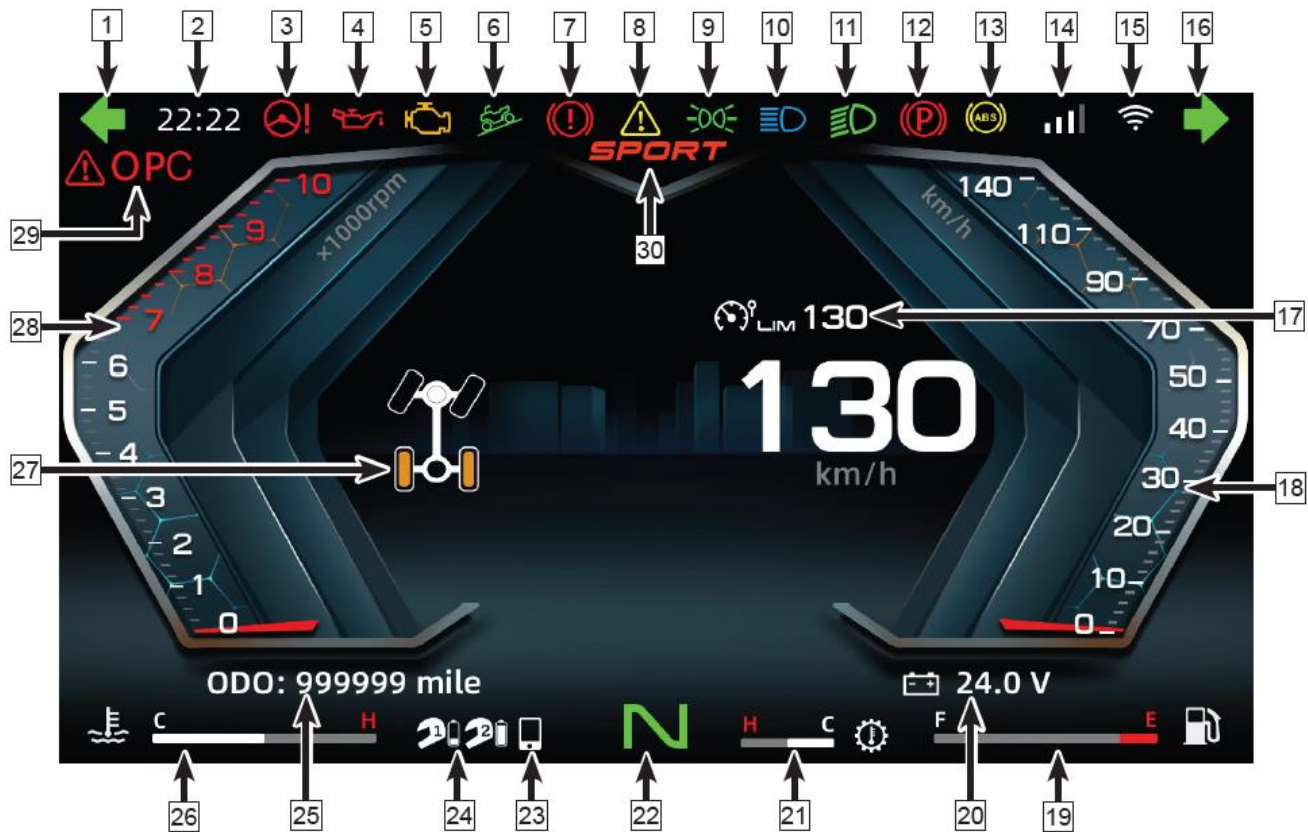 1 2 3 4 5 6 7 8 9 10 11 12 13 14 15 16
22:22 ! ! ! P ABS
! OPC
SPORT
29
30
10
9
8
7
6
5
4
3
2
1
0
x1000rpm
28
27
km/h
140
110
90
70
50
40
30
20
10
0
17
18
LIM 130
130
km/h
ODO: 999999 mile
24.0 V
C H
1 2
N
H C
F E
26 25 24 23 22 21 20 19